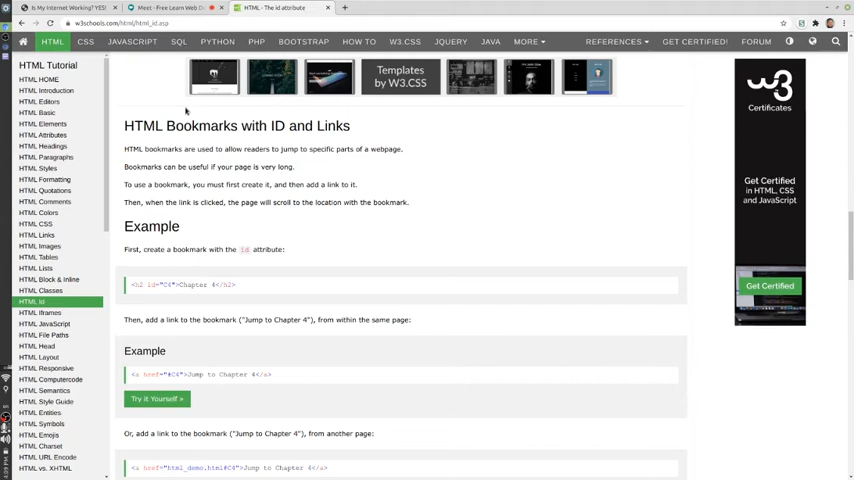 Is My Internet Working? YES!
Meet - Free Learn Web D
HTML - The id attribute
w3schools.com/html/html_id.asp
HTML CSS JAVASCRIPT SQL PYTHON PHP BOOTSTRAP HOW TO W3.CSS JQUERY JAVA MORE REFERENCES GET CERTIFIED! FORUM
HTML Tutorial
HTML HOME
HTML Introduction
HTML Editors
HTML Basic
HTML Elements
HTML Attributes
HTML Headings
HTML Paragraphs
HTML Styles
HTML Formatting
HTML Quotations
HTML Comments
HTML Colors
HTML CSS
HTML Links
HTML Images
HTML Tables
HTML Lists
HTML Block & Inline
HTML Classes
HTML Id
HTML Iframes
HTML JavaScript
HTML File Paths
HTML Head
HTML Layout
HTML Responsive
HTML Computercode
HTML Semantics
HTML Style Guide
HTML Entities
HTML Symbols
HTML Emojis
HTML Charset
HTML URL Encode
HTML vs. XHTML
Templates
by W3.CSS
HTML Bookmarks with ID and Links
HTML bookmarks are used to allow readers to jump to specific parts of a webpage.
Bookmarks can be useful if your page is very long.
To use a bookmark, you must first create it, and then add a link to it.
Then, when the link is clicked, the page will scroll to the location with the bookmark.
Example
First, create a bookmark with the id attribute:
<h2 id="C4">Chapter 4</h2>
Then, add a link to the bookmark ("Jump to Chapter 4"), from within the same page:
Example
<a href="#C4">Jump to Chapter 4</a>
Try it Yourself »
Or, add a link to the bookmark ("Jump to Chapter 4"), from another page:
<a href="html_demo.html#C4">Jump to Chapter 4</a>
w3
Certificates
Get Certified
in HTML, CSS
and JavaScript
Get Certified